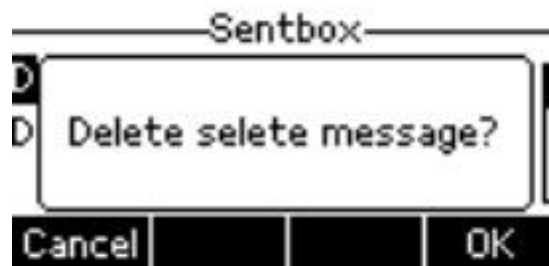 Sentbox
D
D
Delete selete message?
Cancel
OK